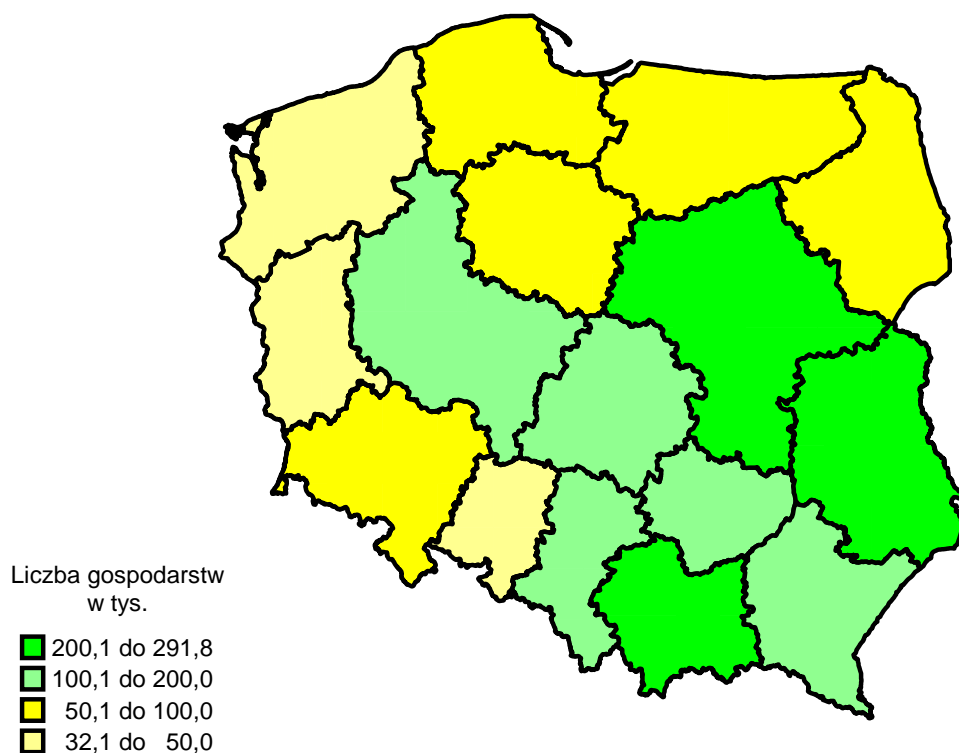 Liczba gospodarstw
w tys.
200,1 do 291,8
100,1 do 200,0
50,1 do 100,0
32,1 do 50,0